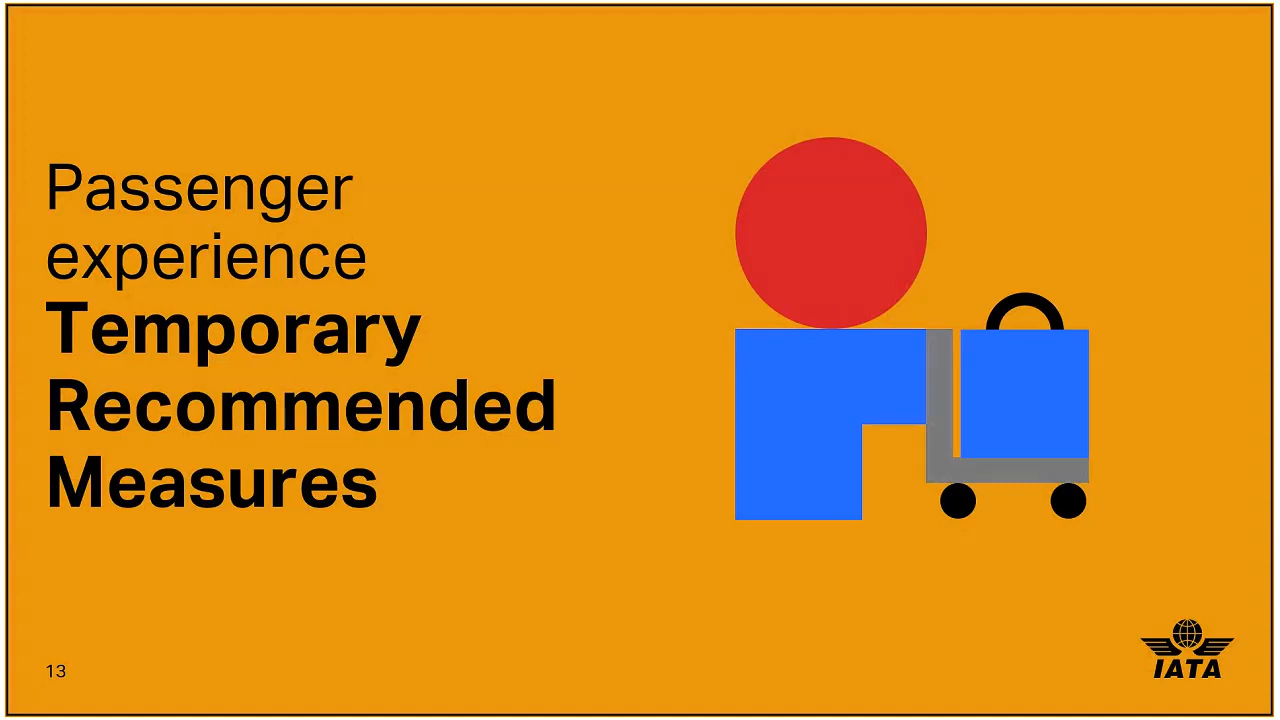 Passenger
experience
Temporary
Recommended
Measures
13
IATA